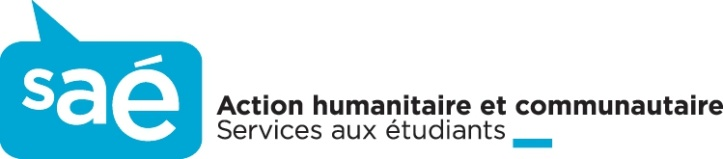 saé
Action humanitaire et communautaire
Services aux étudiants